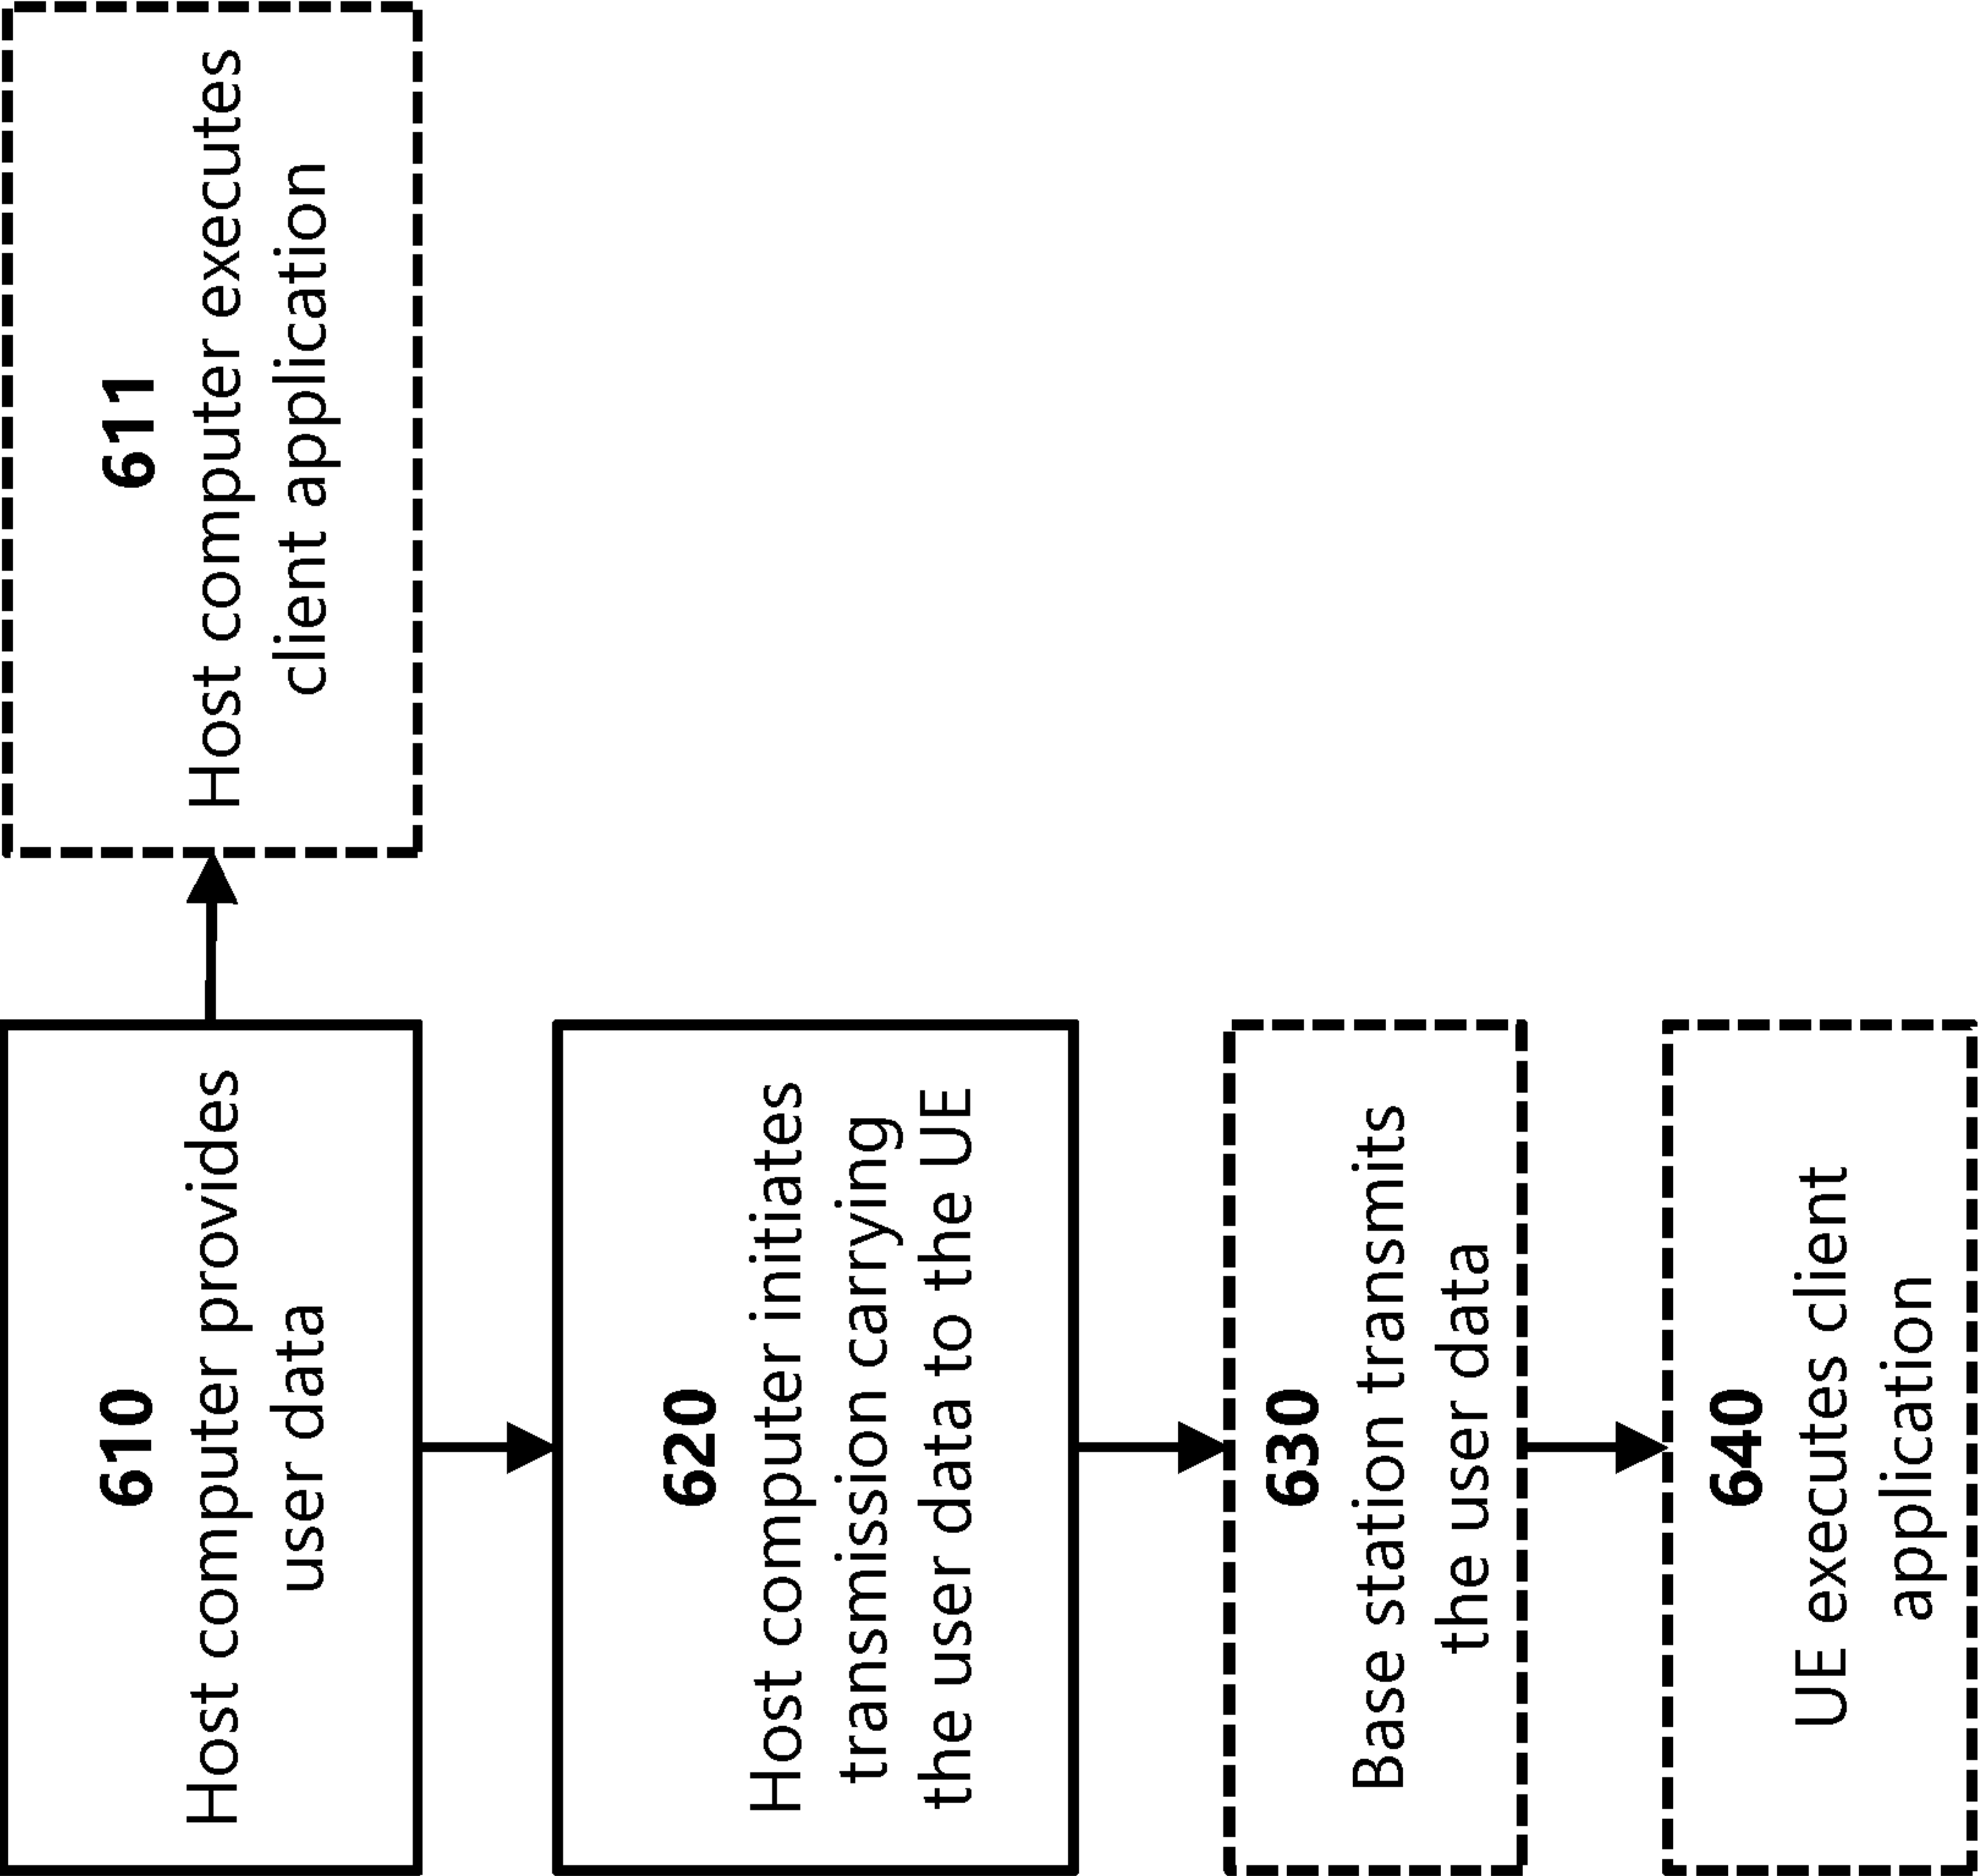 610
Host computer provides
user data
611
Host computer executes
client application
620
Host computer initiates
transmission carrying
the user data to the UE
630
Base station transmits
the user data
640
UE executes client
application